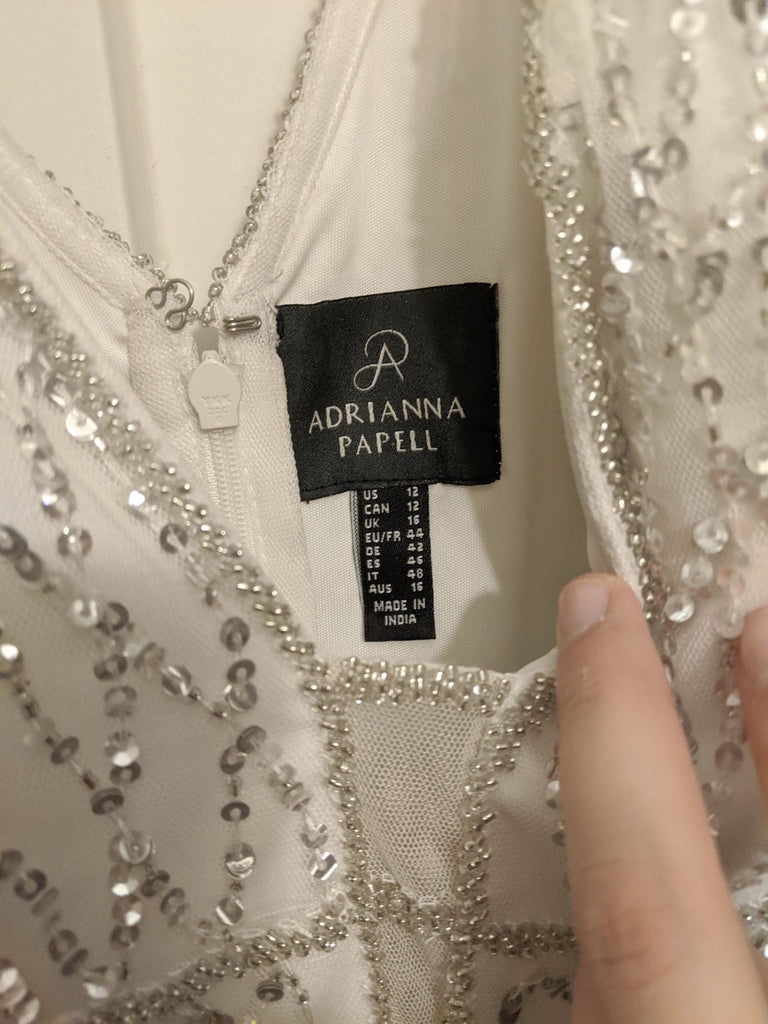 ADRIANNA
PAPELL
US 12
CAN 12
UK 16
EU/FR 44
DE 42
ES 46
IT 48
AUS 16
MADE IN
INDIA